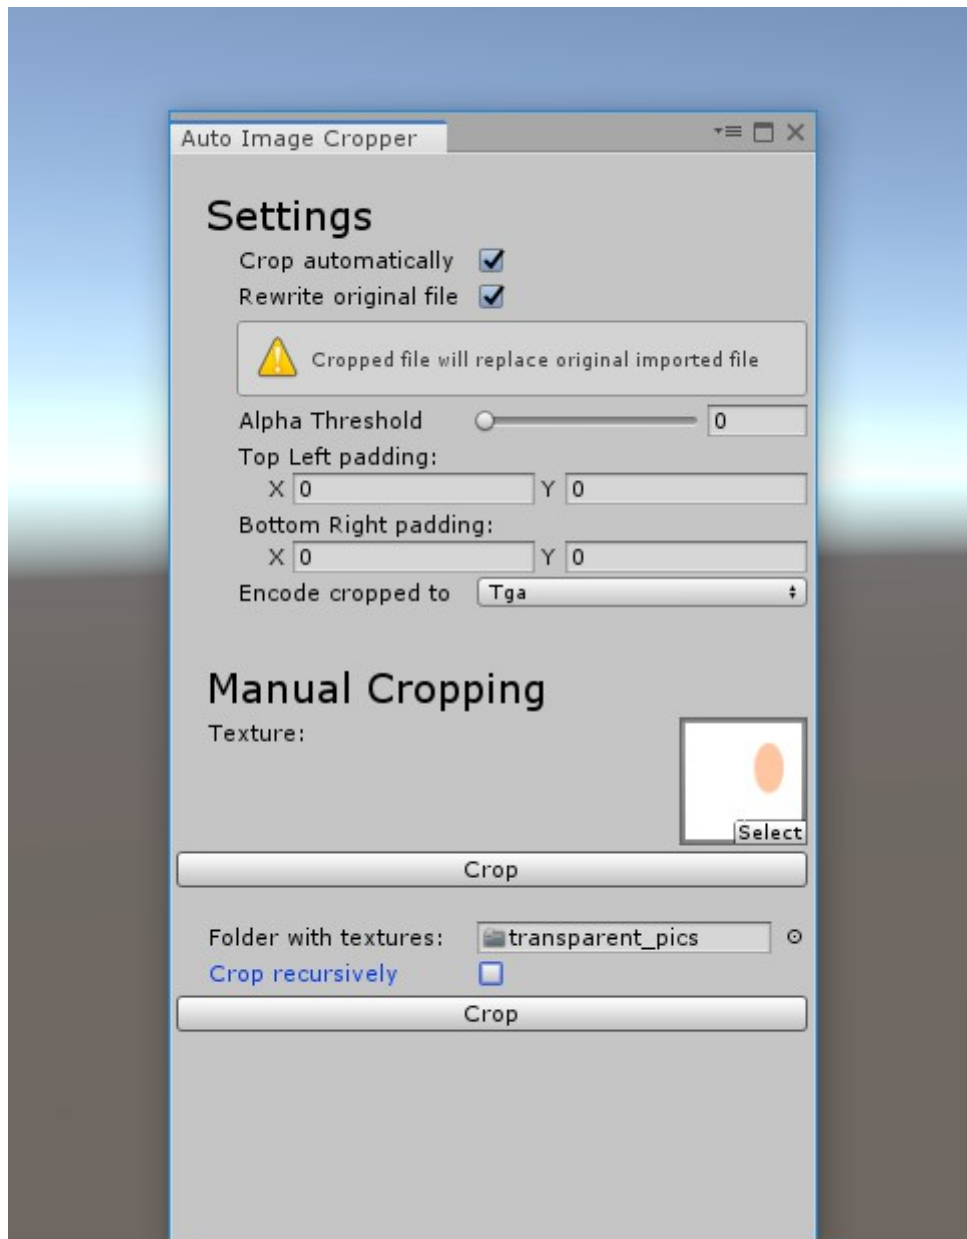 Auto Image Cropper
Settings
Crop automatically
Rewrite original file
Cropped file will replace original imported file
Alpha Threshold 0
Top Left padding:
X 0 Y 0
Bottom Right padding:
X 0 Y 0
Encode cropped to Tga
Manual Cropping
Texture:
Select
Crop
Folder with textures: transparent_pics
Crop recursively
Crop